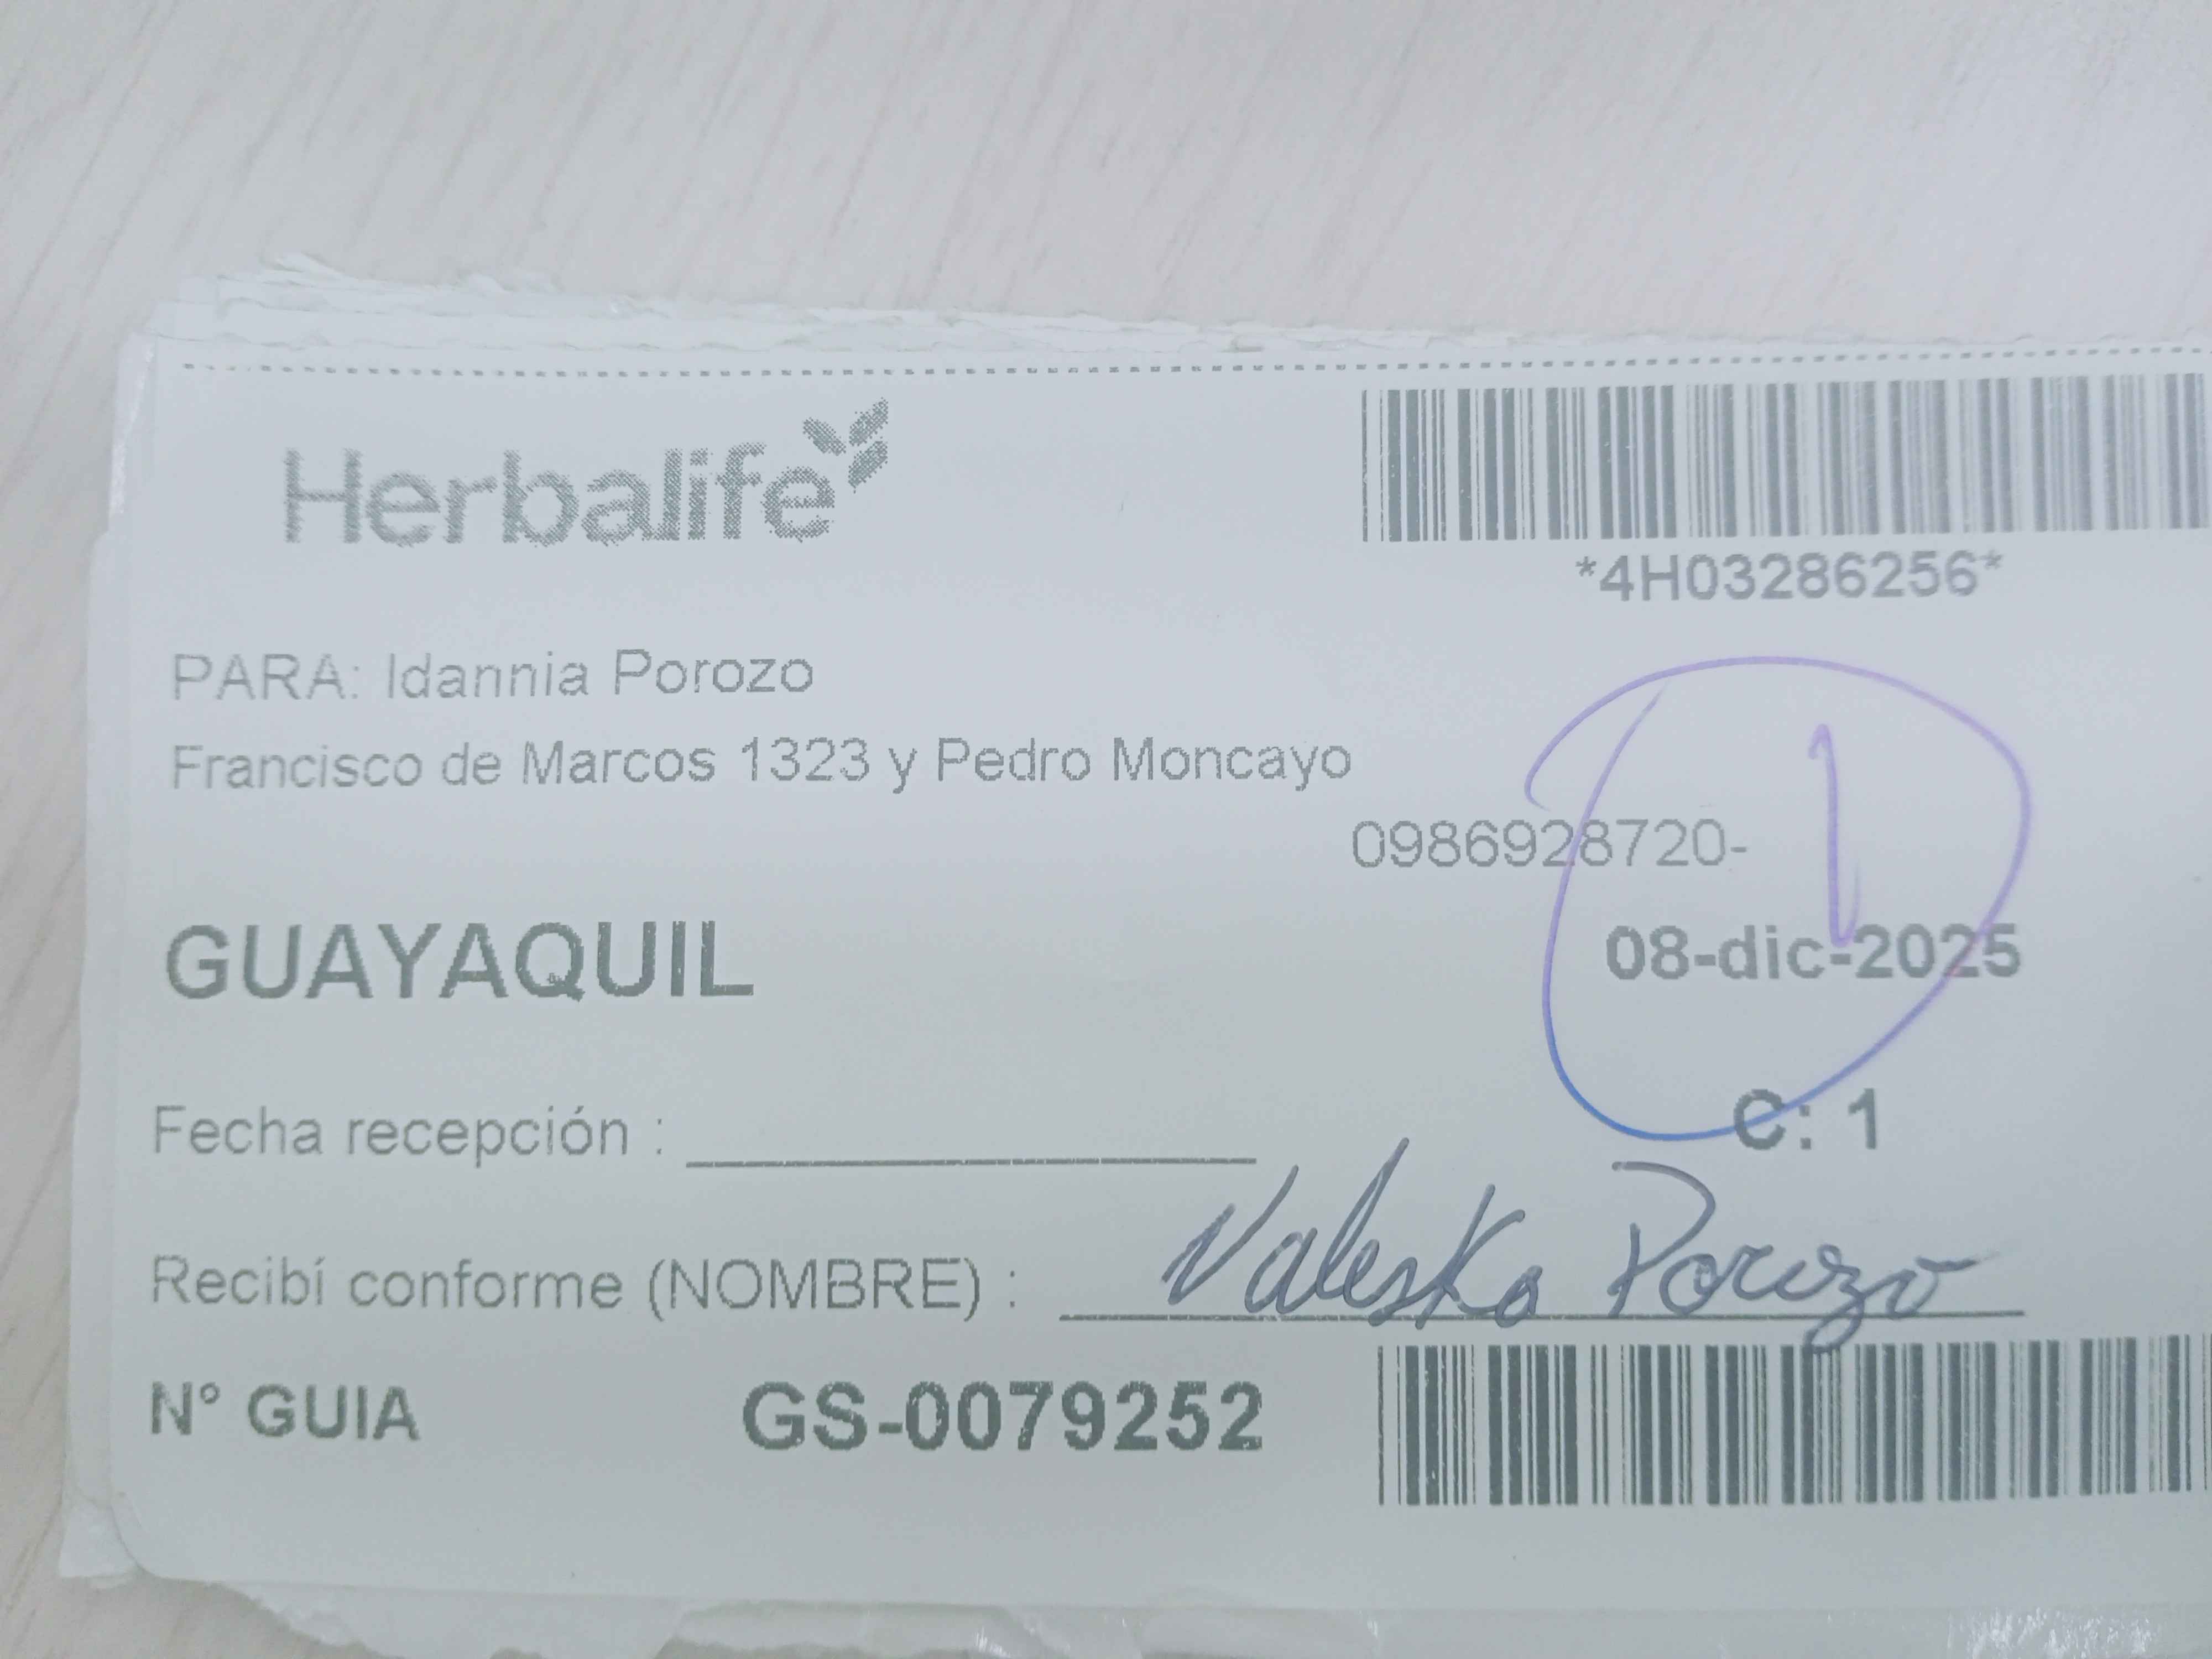 Herbalife
*4H03286256*
PARA: Idannia Porozo
Francisco de Marcos 1323 y Pedro Moncayo
0986928720-
1
GUAYAQUIL
08-dic-2025
C: 1
Fecha recepción :
Recibí conforme (NOMBRE) : Valeska Porozo
N° GUIA GS-0079252